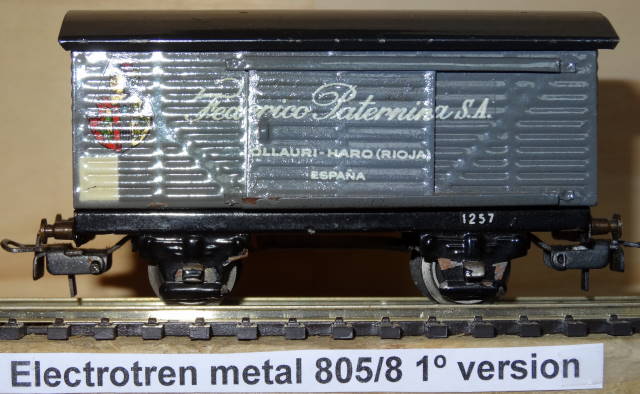 Federico Paternina S.A.
OLLAURI - HARO (RIOJA)
ESPAÑA
1257
Electrotren metal 805/8 1º version